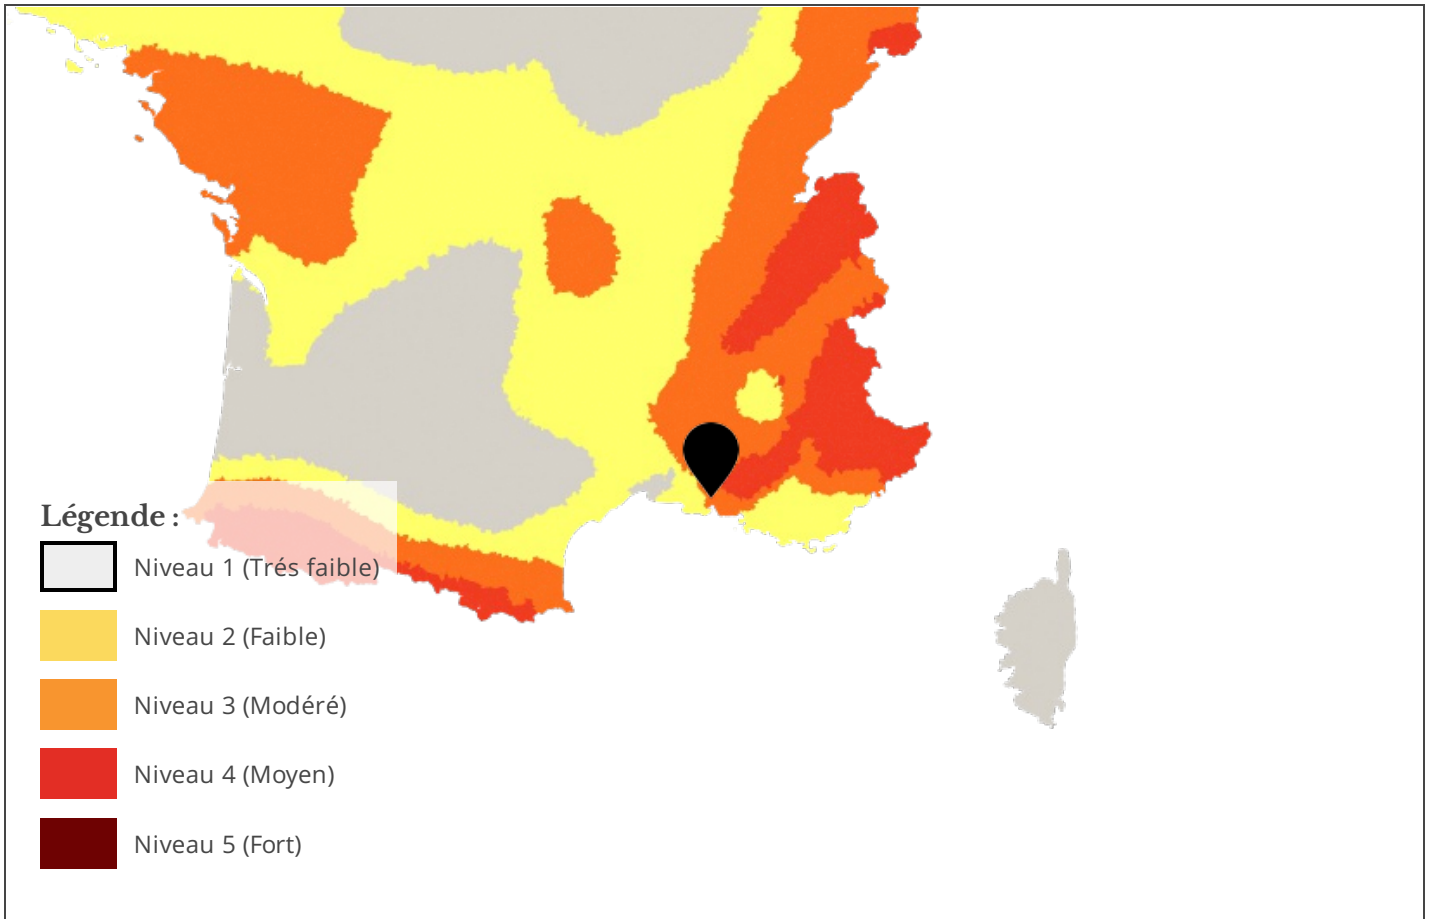 Légende :
Niveau 1 (Trés faible)
Niveau 2 (Faible)
Niveau 3 (Modéré)
Niveau 4 (Moyen)
Niveau 5 (Fort)